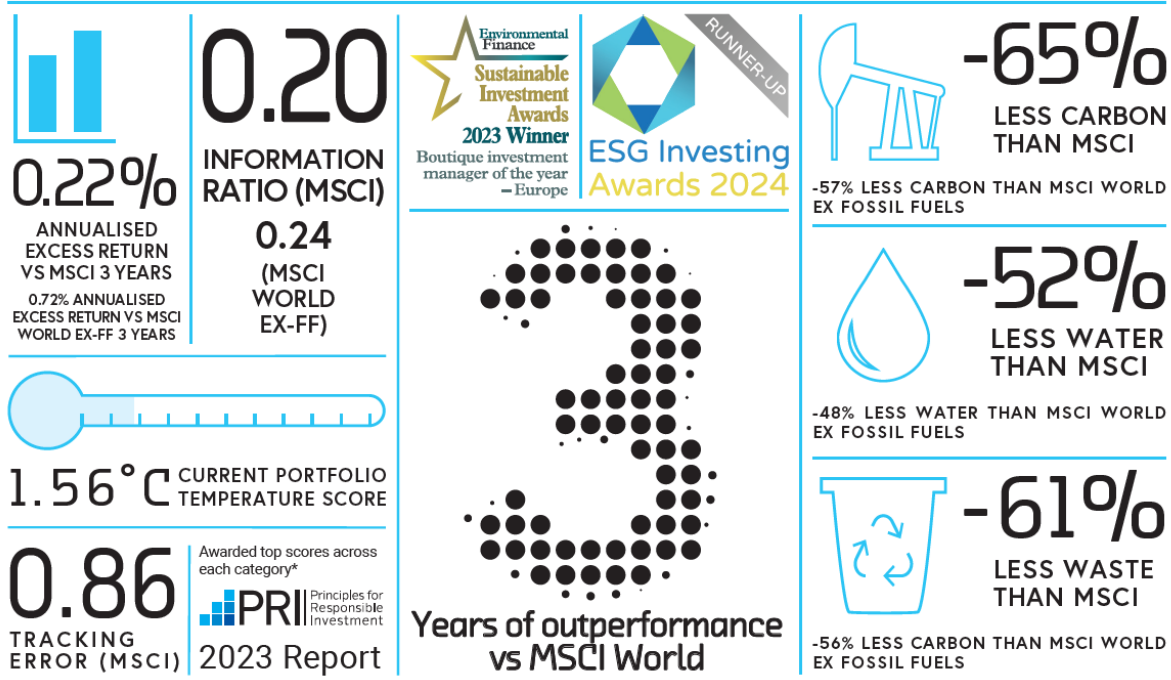 0.22%
ANNUALISED
EXCESS RETURN
VS MSCI 3 YEARS
0.72% ANNUALISED
EXCESS RETURN VS MSCI
WORLD EX-FF 3 YEARS
0.20
INFORMATION
RATIO (MSCI)
0.24
(MSCI
WORLD
EX-FF)
1.56°C
CURRENT PORTFOLIO
TEMPERATURE SCORE
0.86
TRACKING
ERROR (MSCI)
Awarded top scores across
each category*
PRI
Principles for
Responsible
Investment
2023 Report
Environmental
Finance
Sustainable
Investment
Awards
2023 Winner
Boutique investment
manager of the year
– Europe
RUNNER-UP
ESG Investing
Awards 2024
3
Years of outperformance
vs MSCI World
-65%
LESS CARBON
THAN MSCI
-57% LESS CARBON THAN MSCI WORLD
EX FOSSIL FUELS
-52%
LESS WATER
THAN MSCI
-48% LESS WATER THAN MSCI WORLD
EX FOSSIL FUELS
-61%
LESS WASTE
THAN MSCI
-56% LESS CARBON THAN MSCI WORLD
EX FOSSIL FUELS